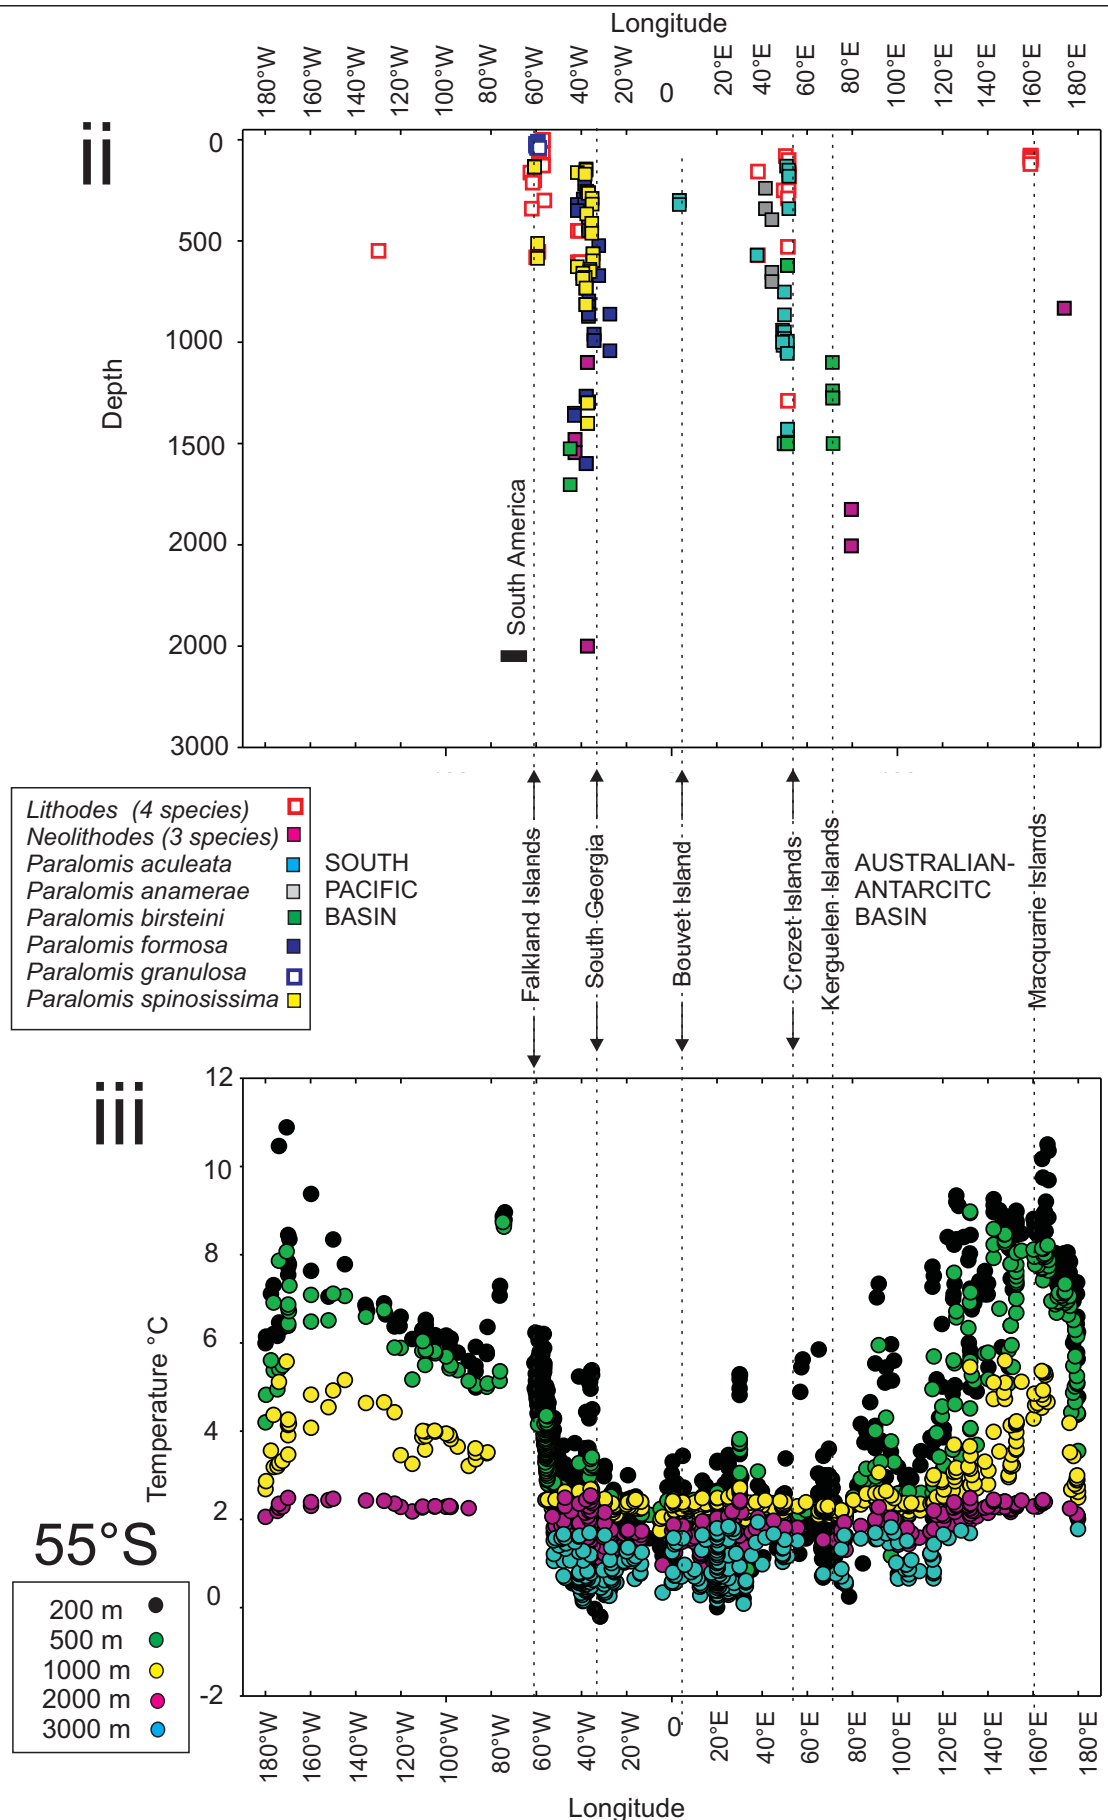 Longitude
180°W 160°W 140°W 120°W 100°W 80°W 60°W 40°W 20°W 0 20°E 40°E 60°E 80°E 100°E 120°E 140°E 160°E 180°E
ii
Depth
0
500
1000
1500
2000
2000
3000
South America
Lithodes (4 species)
Neolithodes (3 species)
Paralomis aculeata
Paralomis anamerae
Paralomis birsteini
Paralomis formosa
Paralomis granulosa
Paralomis spinosissima
SOUTH
PACIFIC
BASIN
Falkland Islands
South Georgia
Bouvet Island
Crozet Islands
Kerguelen Islands
AUSTRALIAN-
ANTARCITC
BASIN
Macquarie Islands
iii
Temperature °C
12
10
8
6
4
2
0
-2
55°S
200 m
500 m
1000 m
2000 m
3000 m
180°W 160°W 140°W 120°W 100°W 80°W 60°W 40°W 20°W 0 20°E 40°E 60°E 80°E 100°E 120°E 140°E 160°E 180°E
Longitude